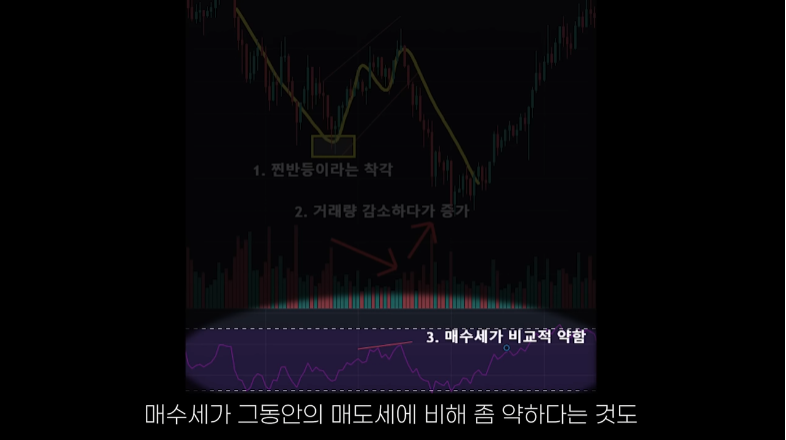 1. 찐반등이라는 착각
2. 거래량 감소하다가 증가
3. 매수세가 비교적 약함
매수세가 그동안의 매도세에 비해 좀 약하다는 것도